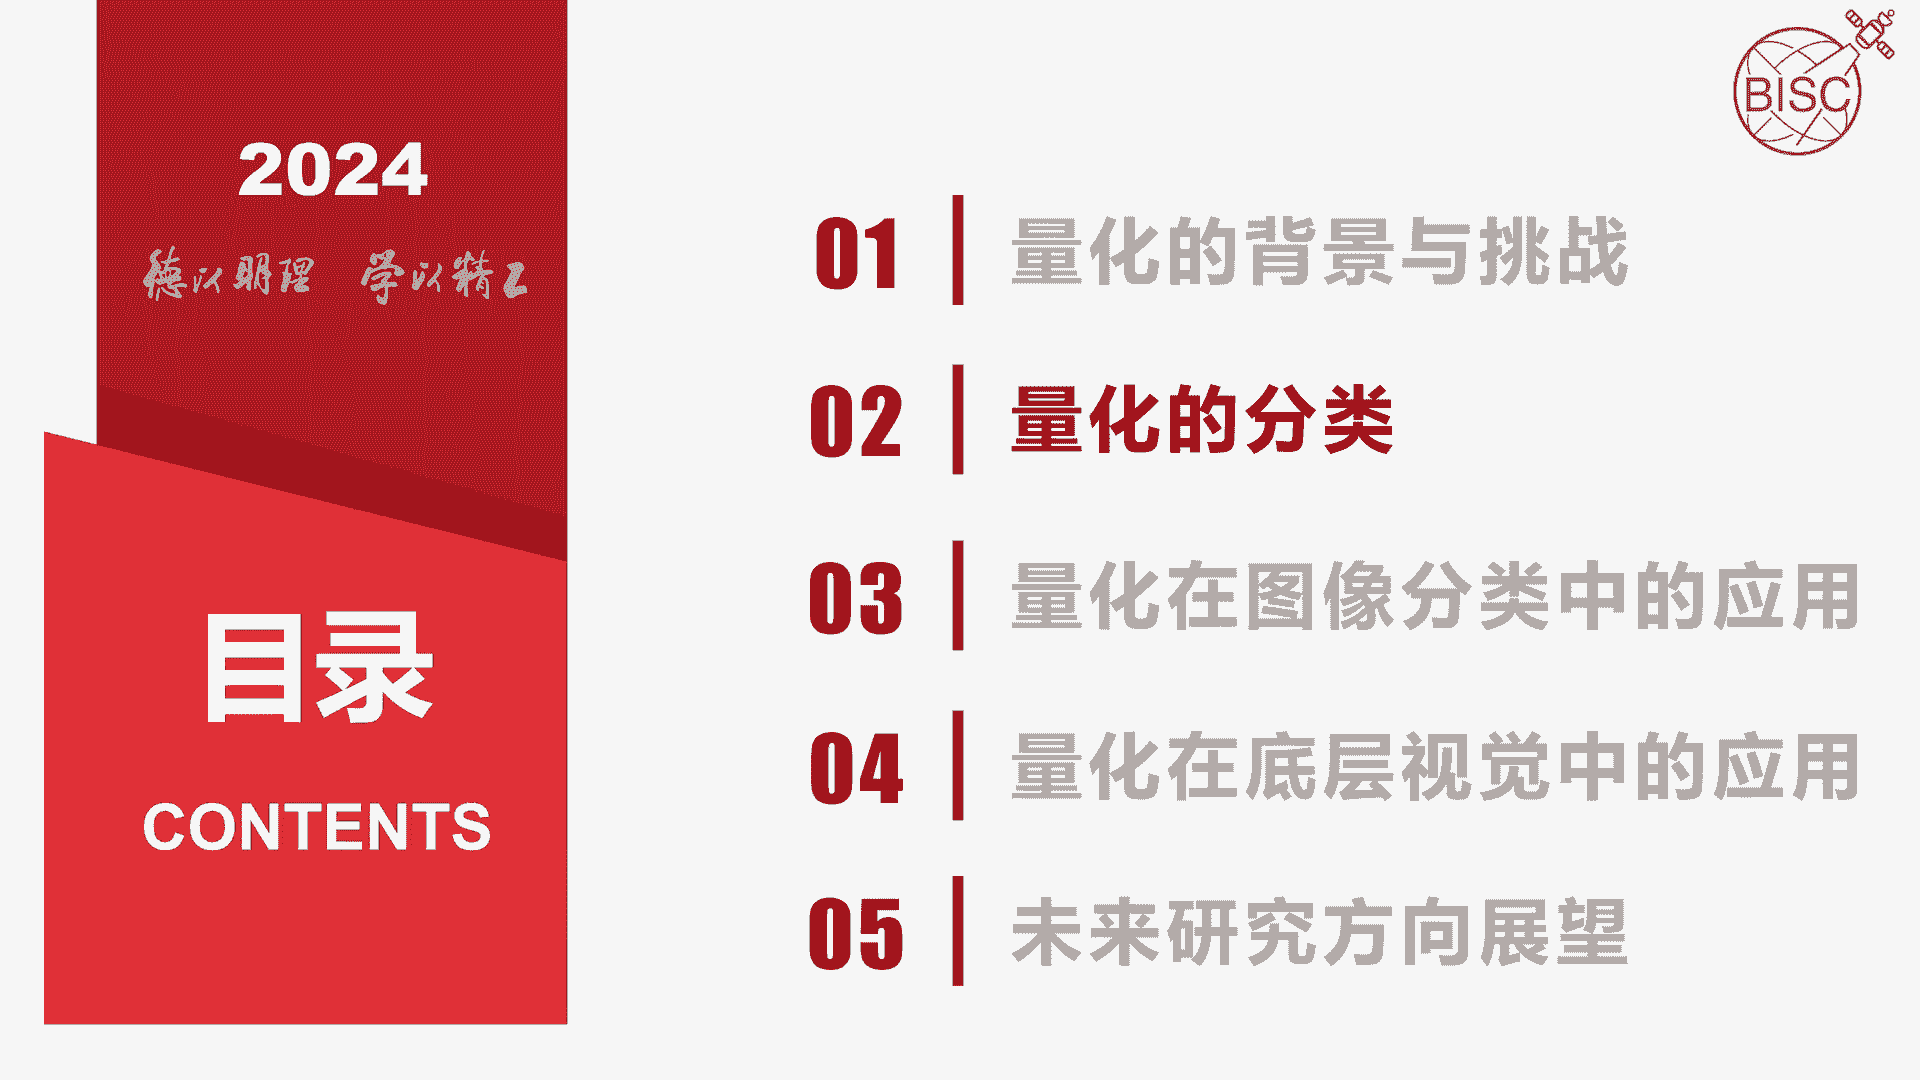 2024
德以明理 学以精工
目录
CONTENTS
BISC
01 量化的背景与挑战
02 量化的分类
03 量化在图像分类中的应用
04 量化在底层视觉中的应用
05 未来研究方向展望